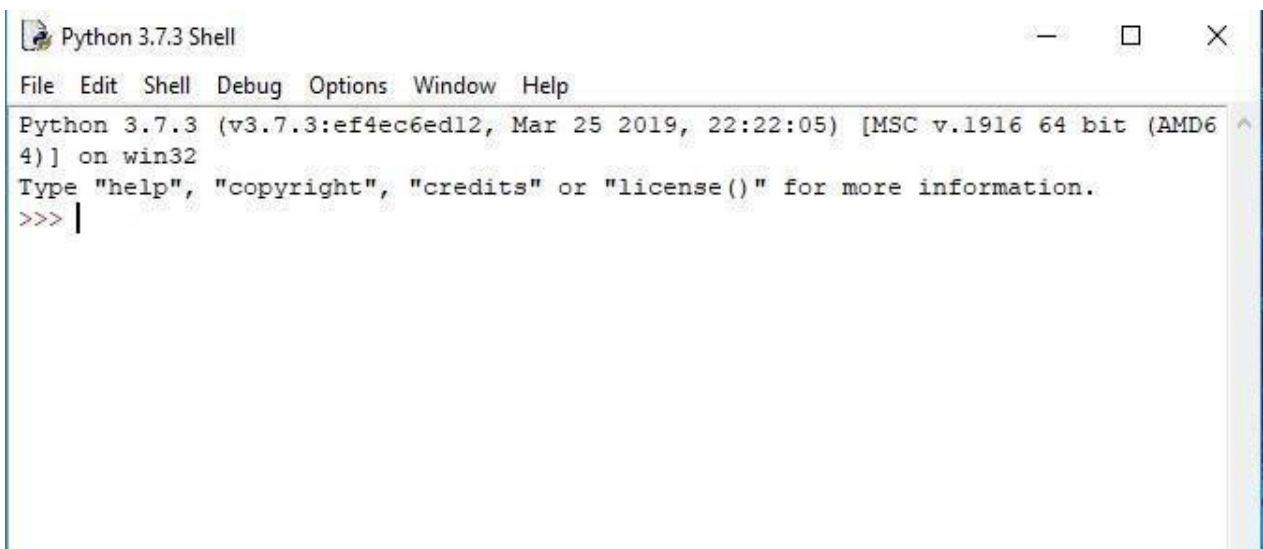 Python 3.7.3 Shell
File Edit Shell Debug Options Window Help
Python 3.7.3 (v3.7.3:ef4ec6ed12, Mar 25 2019, 22:22:05) [MSC v.1916 64 bit (AMD6
4)] on win32
Type "help", "copyright", "credits" or "license()" for more information.
>>>